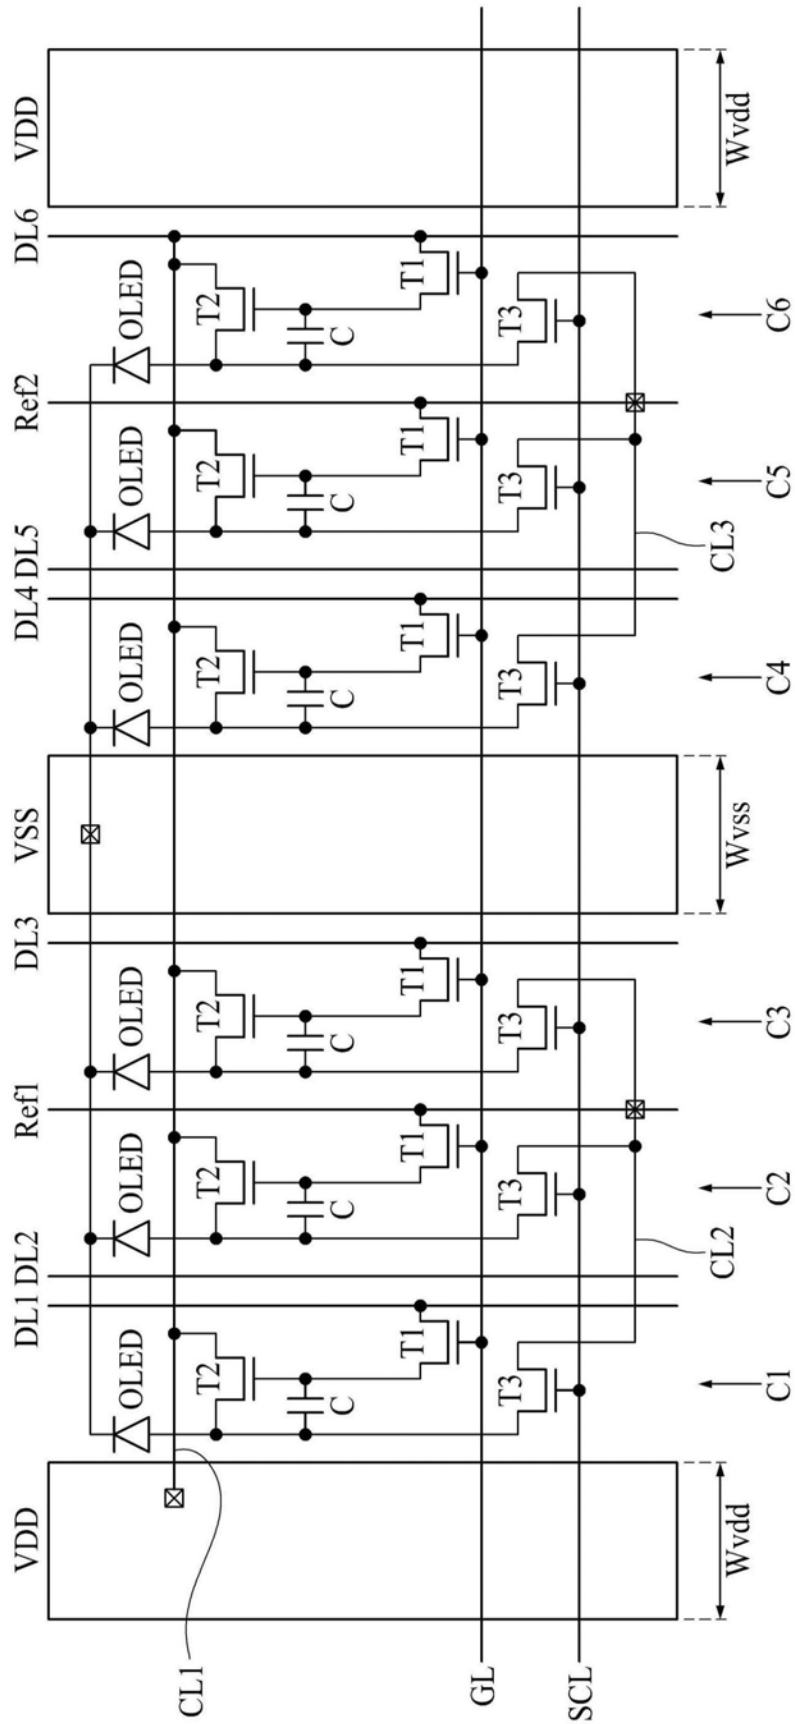 VDD DL1 DL2 Ref1 DL3 VSS DL4 DL5 Ref2 DL6 VDD
OLED OLED OLED OLED OLED OLED
CL1
T2 T2 T2 T2 T2 T2
C C C C C C
T1 T1 T1 T1 T1 T1
GL
T3 T3 T3 T3 T3 T3
SCL
CL2 CL3
Wvdd Wvss Wvdd
C1 C2 C3 C4 C5 C6